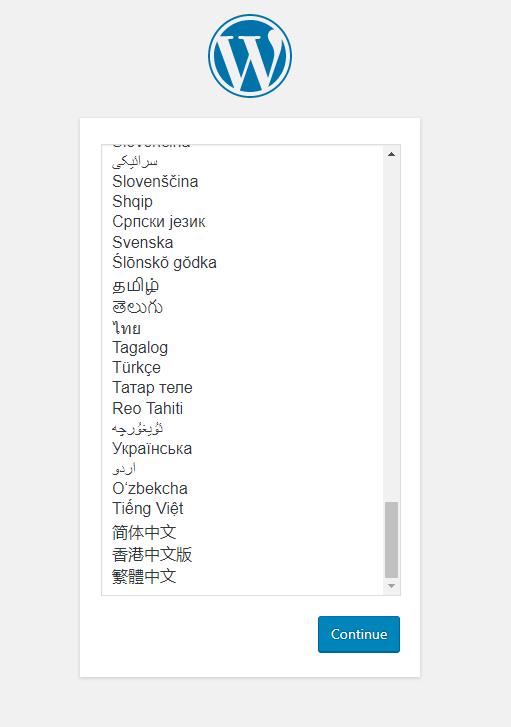 Slovenčina
سرائیکی
Slovenščina
Shqip
Српски језик
Svenska
Ślōnskŏ gŏdka
தமிழ்
తెలుగు
ไทย
Tagalog
Türkçe
Татар теле
Reo Tahiti
ئۇيغۇرچە
Українська
اردو
O‘zbekcha
Tiếng Việt
简体中文
香港中文版
繁體中文
Continue